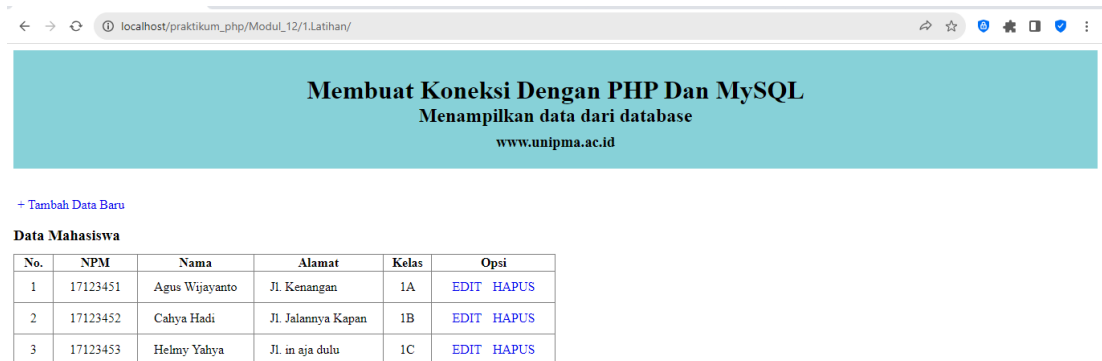 localhost/praktikum_php/Modul_12/1.Latihan/
Membuat Koneksi Dengan PHP Dan MySQL
Menampilkan data dari database
www.unipma.ac.id
+ Tambah Data Baru
Data Mahasiswa
No. NPM Nama Alamat Kelas Opsi
1 17123451 Agus Wijayanto Jl. Kenangan 1A EDIT HAPUS
2 17123452 Cahya Hadi Jl. Jalannya Kapan 1B EDIT HAPUS
3 17123453 Helmy Yahya Jl. in aja dulu 1C EDIT HAPUS